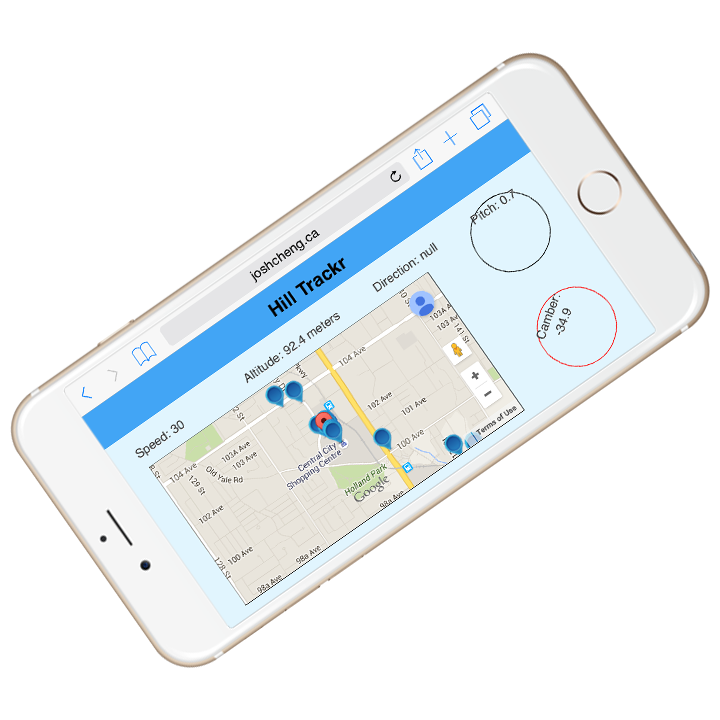 joshcheng.ca
Hill Trackr
Speed: 30
Altitude: 92.4 meters
Direction: null
Pitch: 0.7
Camber:
-34.9
104 Ave
104 Ave
103A Ave
103 Ave
Old Yale Rd
129 St
102 Ave
102 Ave
101 Ave
100 Ave
100 Ave
Central City
Shopping Centre
Holland Park
Google
98a Ave
98a Ave
98a Ave
128 St
141 St
103A A
103 Av
+
−
Terms of Use